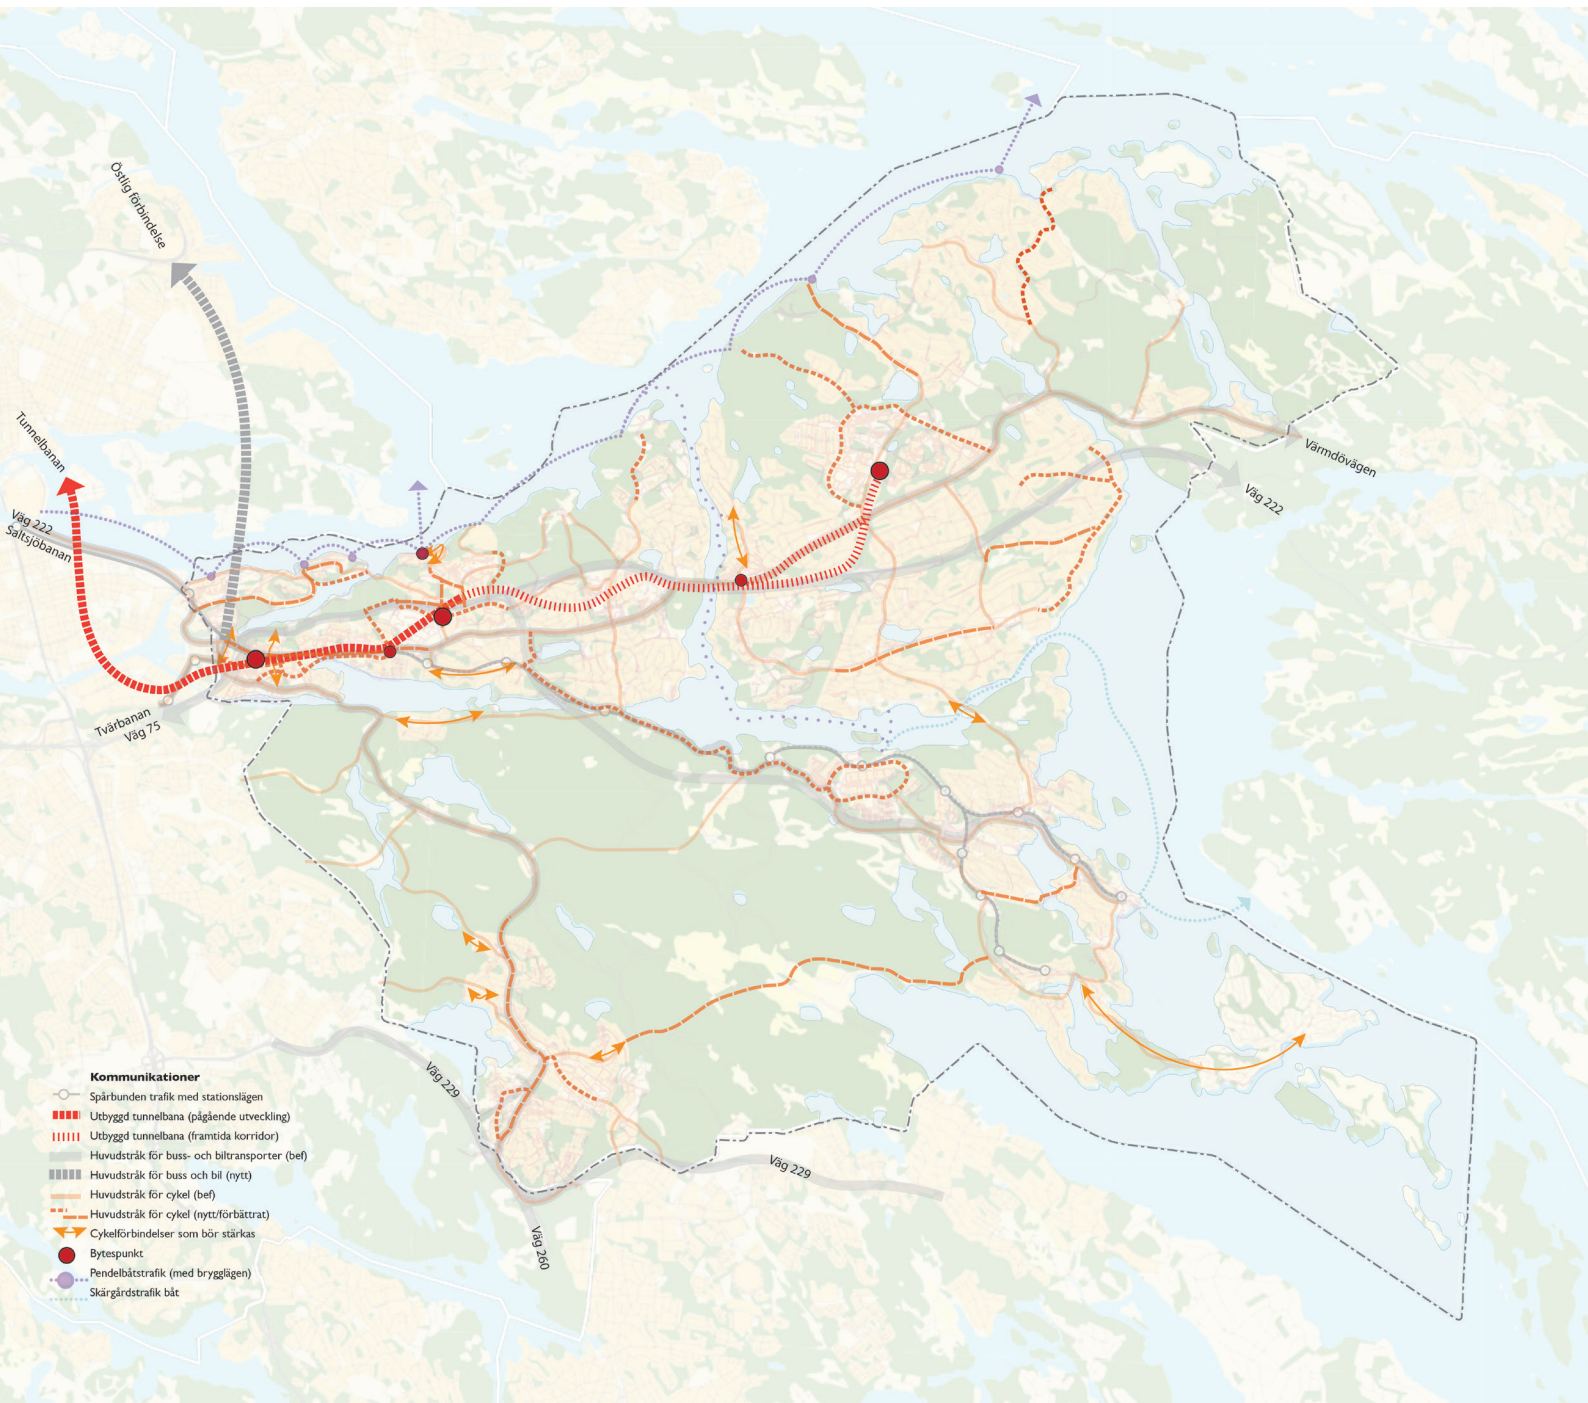 Östlig förbindelse
Tunnelbanan
Väg 222
Saltsjöbanan
Värmdövägen
Väg 222
Tvärbanan
Väg 75
Väg 229
Väg 229
Väg 260
Kommunikationer
Spårbunden trafik med stationslägen
Utbyggd tunnelbana (pågående utveckling)
Utbyggd tunnelbana (framtida korridor)
Huvudstråk för buss- och biltransporter (bef)
Huvudstråk för buss och bil (nytt)
Huvudstråk för cykel (bef)
Huvudstråk för cykel (nytt/förbättrat)
Cykelförbindelser som bör stärkas
Bytespunkt
Pendelbåtstrafik (med brygglägen)
Skärgårdstrafik båt